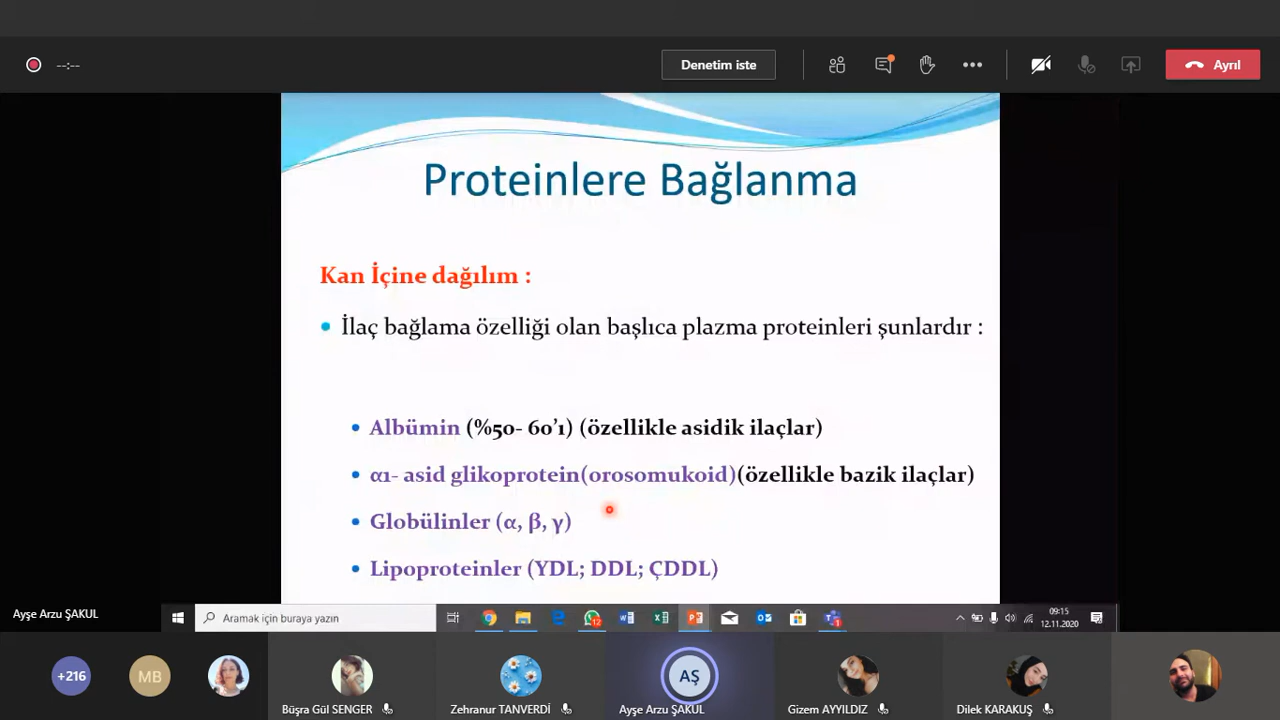 --:--
Denetim iste
Ayrıl
Proteinlere Bağlanma
Kan İçine dağılım :
İlaç bağlama özelliği olan başlıca plazma proteinleri şunlardır :
Albümin (%50- 60’ı) (özellikle asidik ilaçlar)
α1- asid glikoprotein(orosomukoid)(özellikle bazik ilaçlar)
Globülinler (α, β, γ)
Lipoproteinler (YDL; DDL; ÇDDL)
Ayşe Arzu ŞAKUL
Aramak için buraya yazın
09:15
12.11.2020
+216
MB
AŞ
Büşra Gül SENGER
Zehranur TANVERDİ
Ayşe Arzu ŞAKUL
Gizem AYYILDIZ
Dilek KARAKUŞ